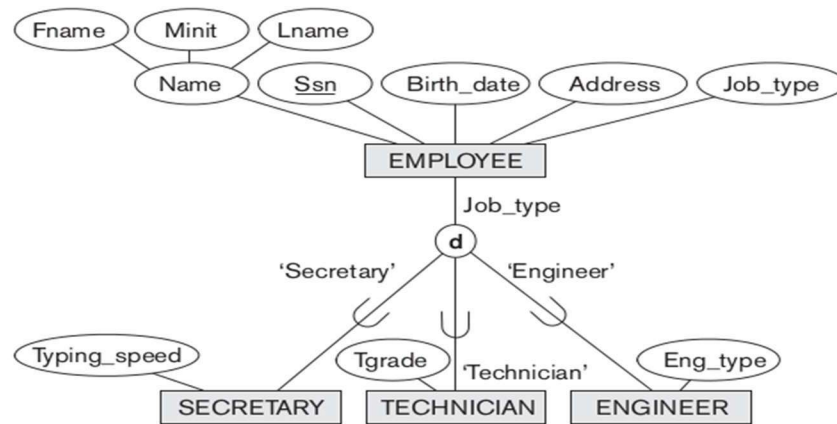 Fname Minit Lname
Name Ssn Birth_date Address Job_type
EMPLOYEE
Job_type
d
‘Secretary’ ‘Engineer’
Typing_speed Tgrade ‘Technician’ Eng_type
SECRETARY TECHNICIAN ENGINEER